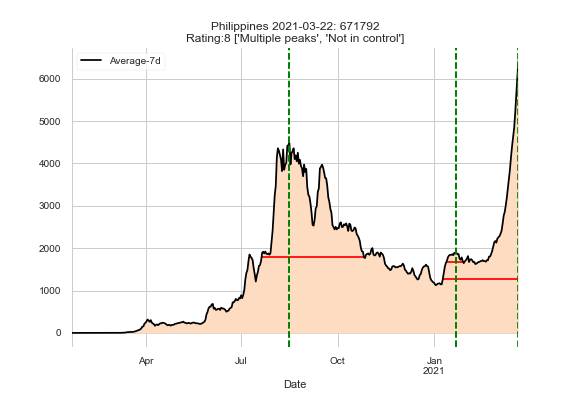 Philippines 2021-03-22: 671792
Rating:8 ['Multiple peaks', 'Not in control']
Average-7d
6000
5000
4000
3000
2000
1000
0
Apr
Jul
Oct
Jan
2021
Date